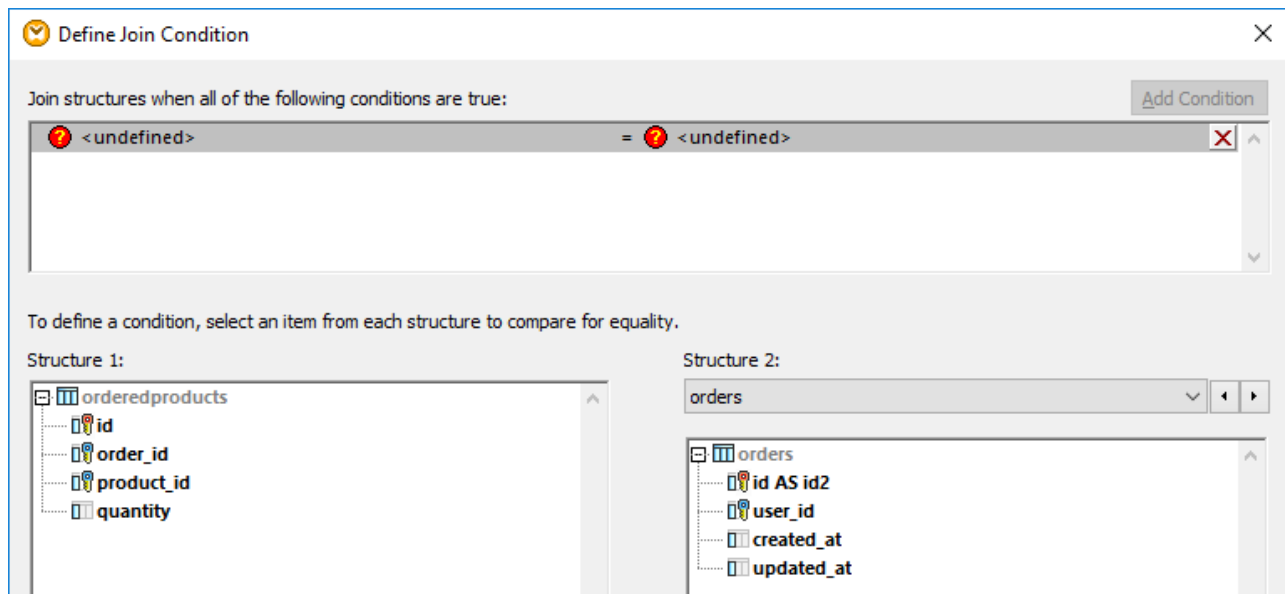 Define Join Condition
Join structures when all of the following conditions are true:
Add Condition
<undefined> = <undefined>
To define a condition, select an item from each structure to compare for equality.
Structure 1:
Structure 2:
orders
orderedproducts
id
order_id
product_id
quantity
orders
id AS id2
user_id
created_at
updated_at